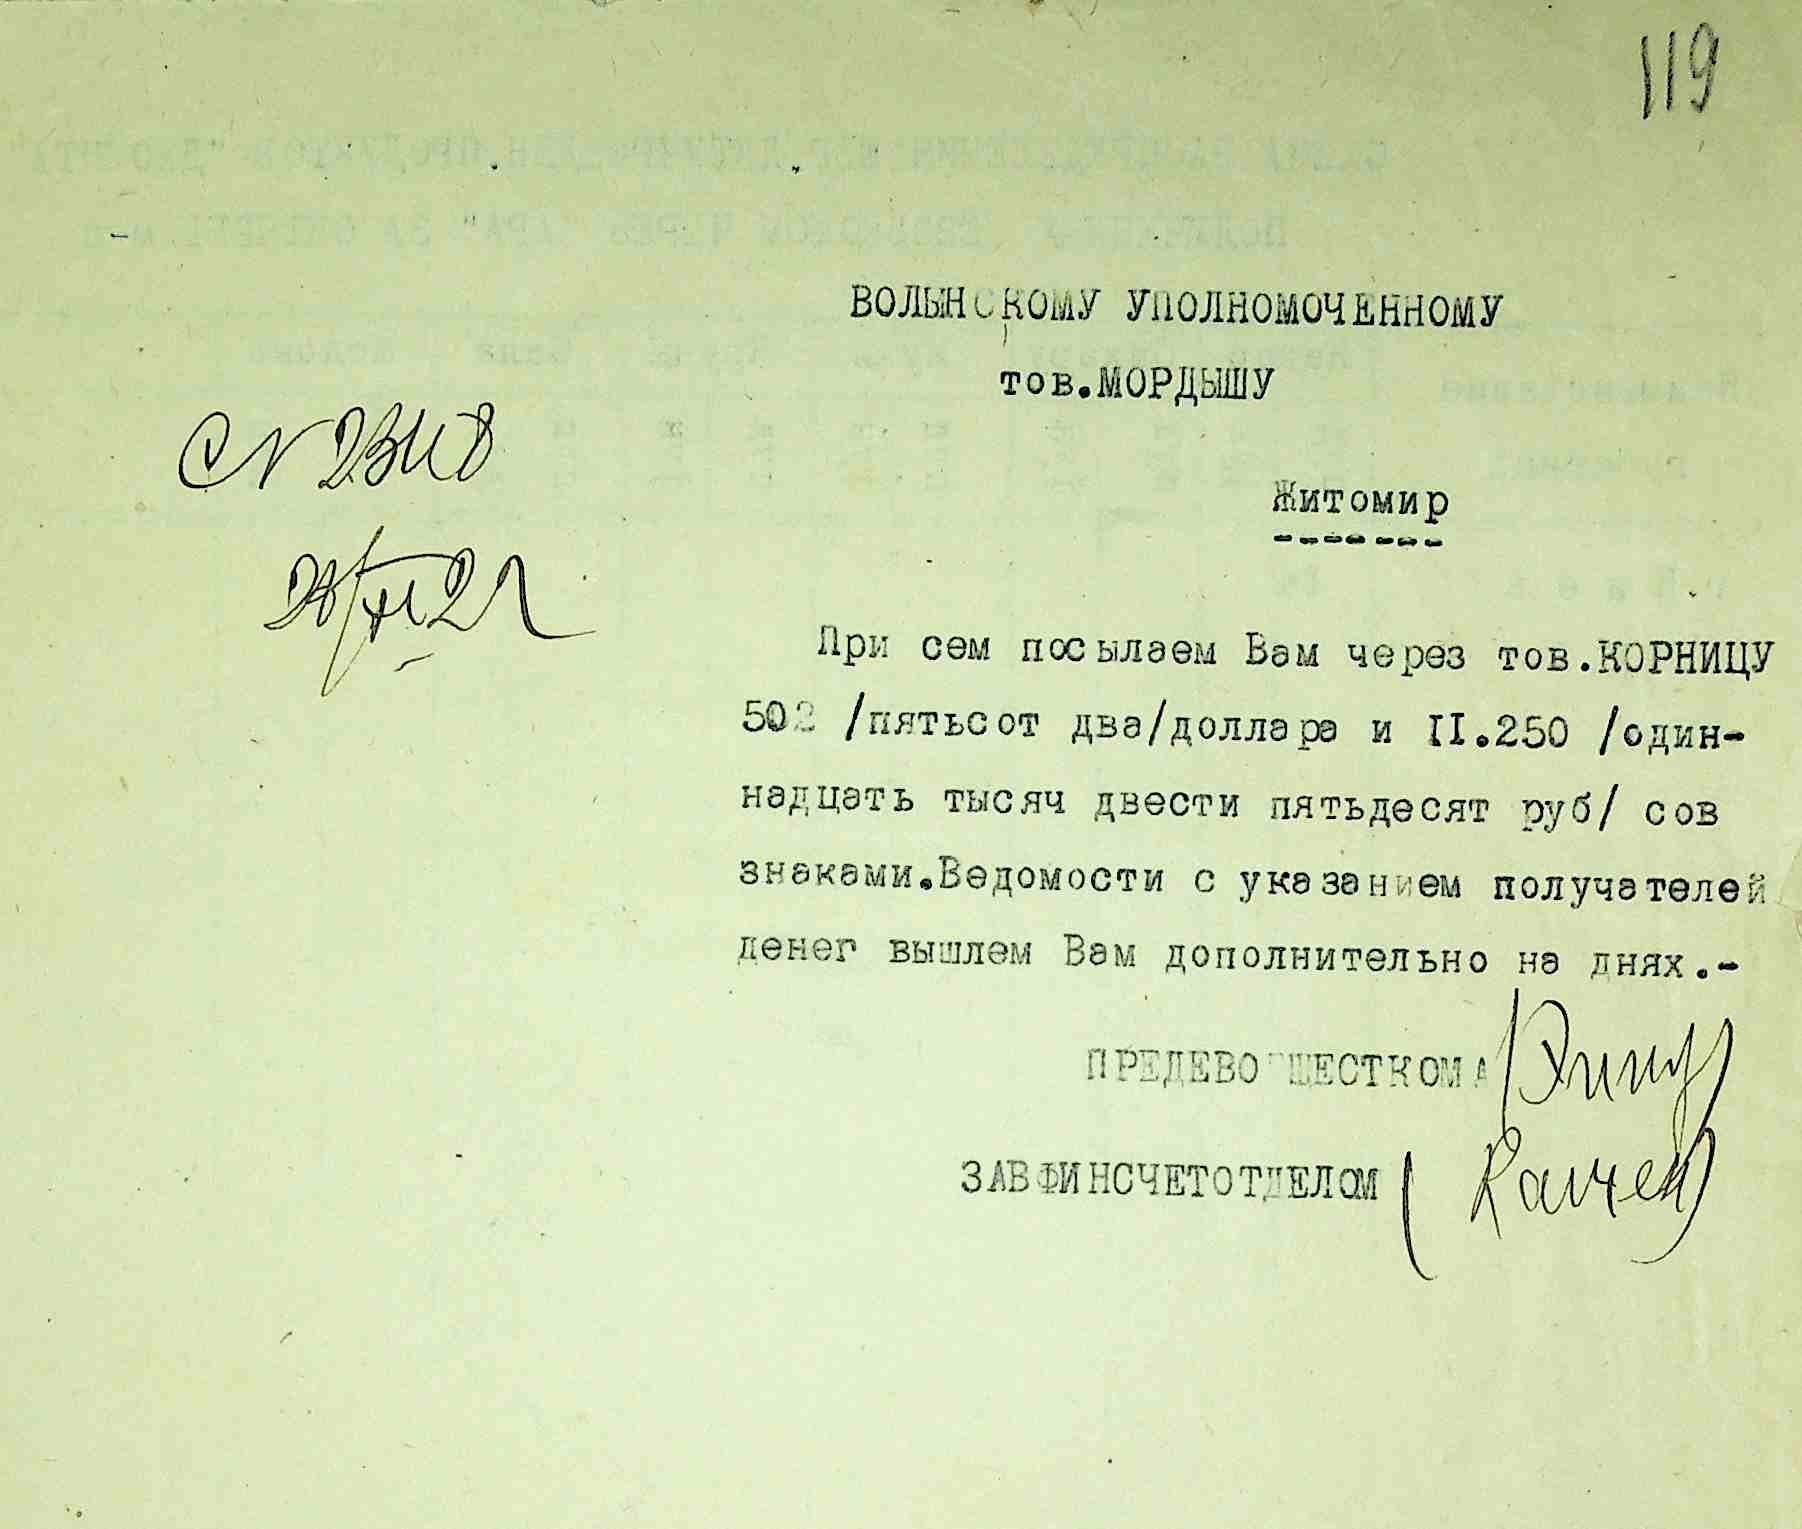 119
ВОЛЫНСКОМУ УПОЛНОМОЧЕННОМУ
тов.МОРДЫШУ
Житомир
При сем посылаем Вам через тов.КОРНИЦУ
502 /пятьсот два/доллара и II.250 /один-
надцать тысяч двести пятьдесят руб/ сов
знаками.Ведомости с указанием получателей
денег вышлем Вам дополнительно на днях.-
ПРЕДЕВОБЩЕСТКОМА
ЗАВФИНСЧЕТОТДЕЛОМ